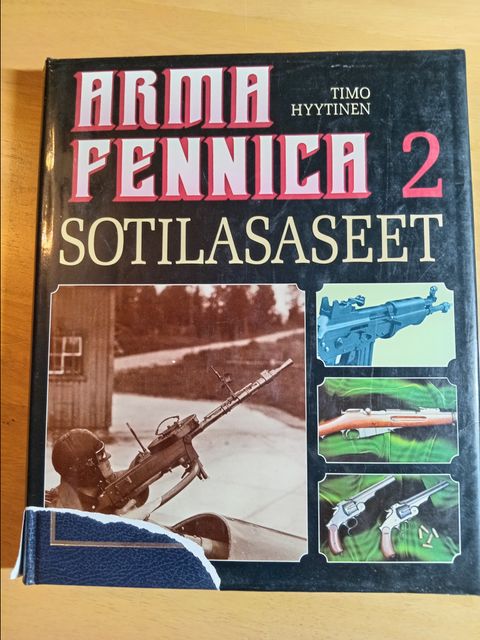 ARMA
TIMO
HYYTINEN
FENNICA 2
SOTILASASEET